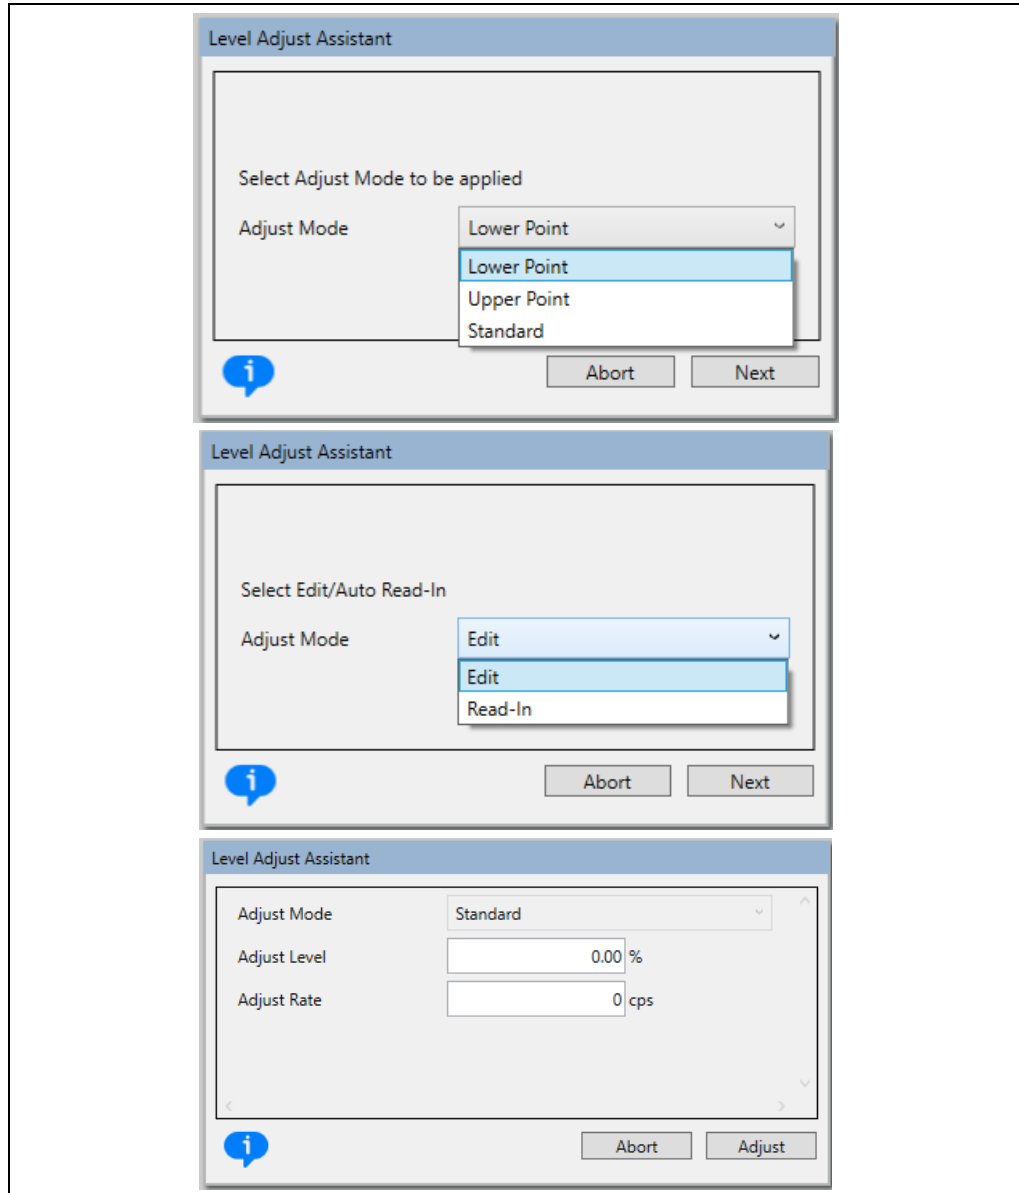 Level Adjust Assistant
Select Adjust Mode to be applied
Adjust Mode Lower Point
Lower Point
Upper Point
Standard
i Abort Next
Level Adjust Assistant
Select Edit/Auto Read-In
Adjust Mode Edit
Edit
Read-In
i Abort Next
Level Adjust Assistant
Adjust Mode Standard
Adjust Level 0.00 %
Adjust Rate 0 cps
i Abort Adjust